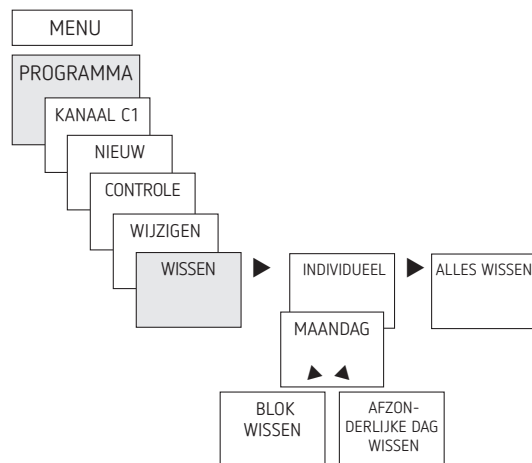 MENU
PROGRAMMA
KANAAL C1
NIEUW
CONTROLE
WIJZIGEN
WISSEN
INDIVIDUEEL
ALLES WISSEN
MAANDAG
BLOK
WISSEN
AFZON-
DERLIJKE DAG
WISSEN